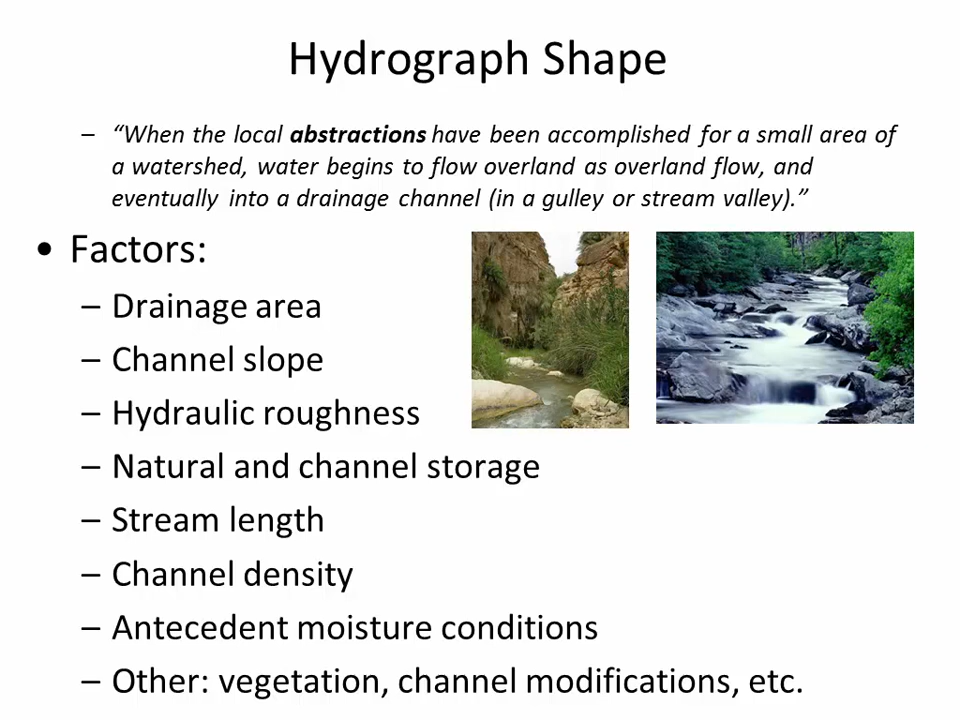 Hydrograph Shape
– “When the local abstractions have been accomplished for a small area of
a watershed, water begins to flow overland as overland flow, and
eventually into a drainage channel (in a gulley or stream valley).”
• Factors:
– Drainage area
– Channel slope
– Hydraulic roughness
– Natural and channel storage
– Stream length
– Channel density
– Antecedent moisture conditions
– Other: vegetation, channel modifications, etc.